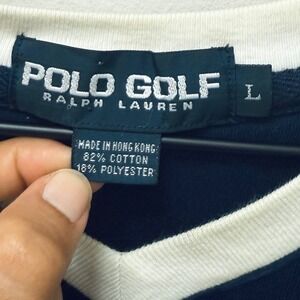 POLO GOLF
RALPH LAUREN
L
MADE IN HONG KONG
82% COTTON
18% POLYESTER